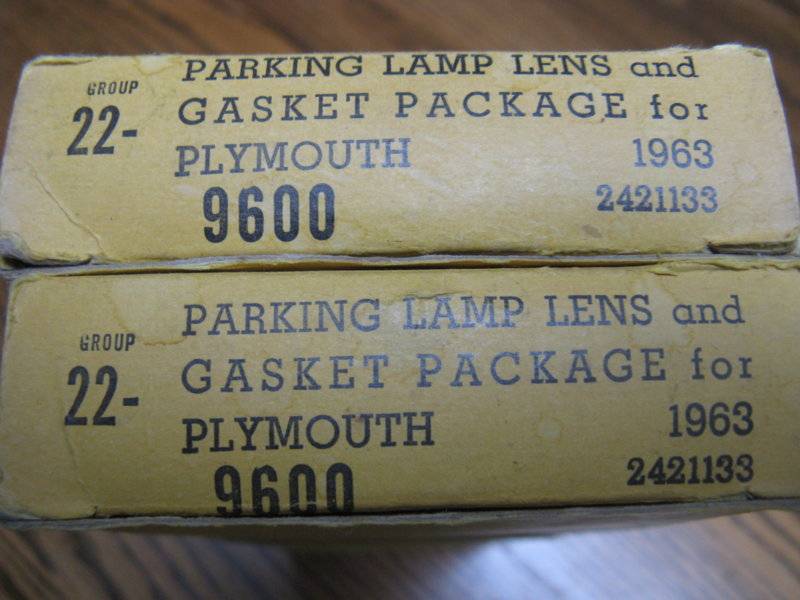 GROUP
22-
PARKING LAMP LENS and
GASKET PACKAGE for
PLYMOUTH 1963
9600 2421133
GROUP
22-
PARKING LAMP LENS and
GASKET PACKAGE for
PLYMOUTH 1963
9600 2421133